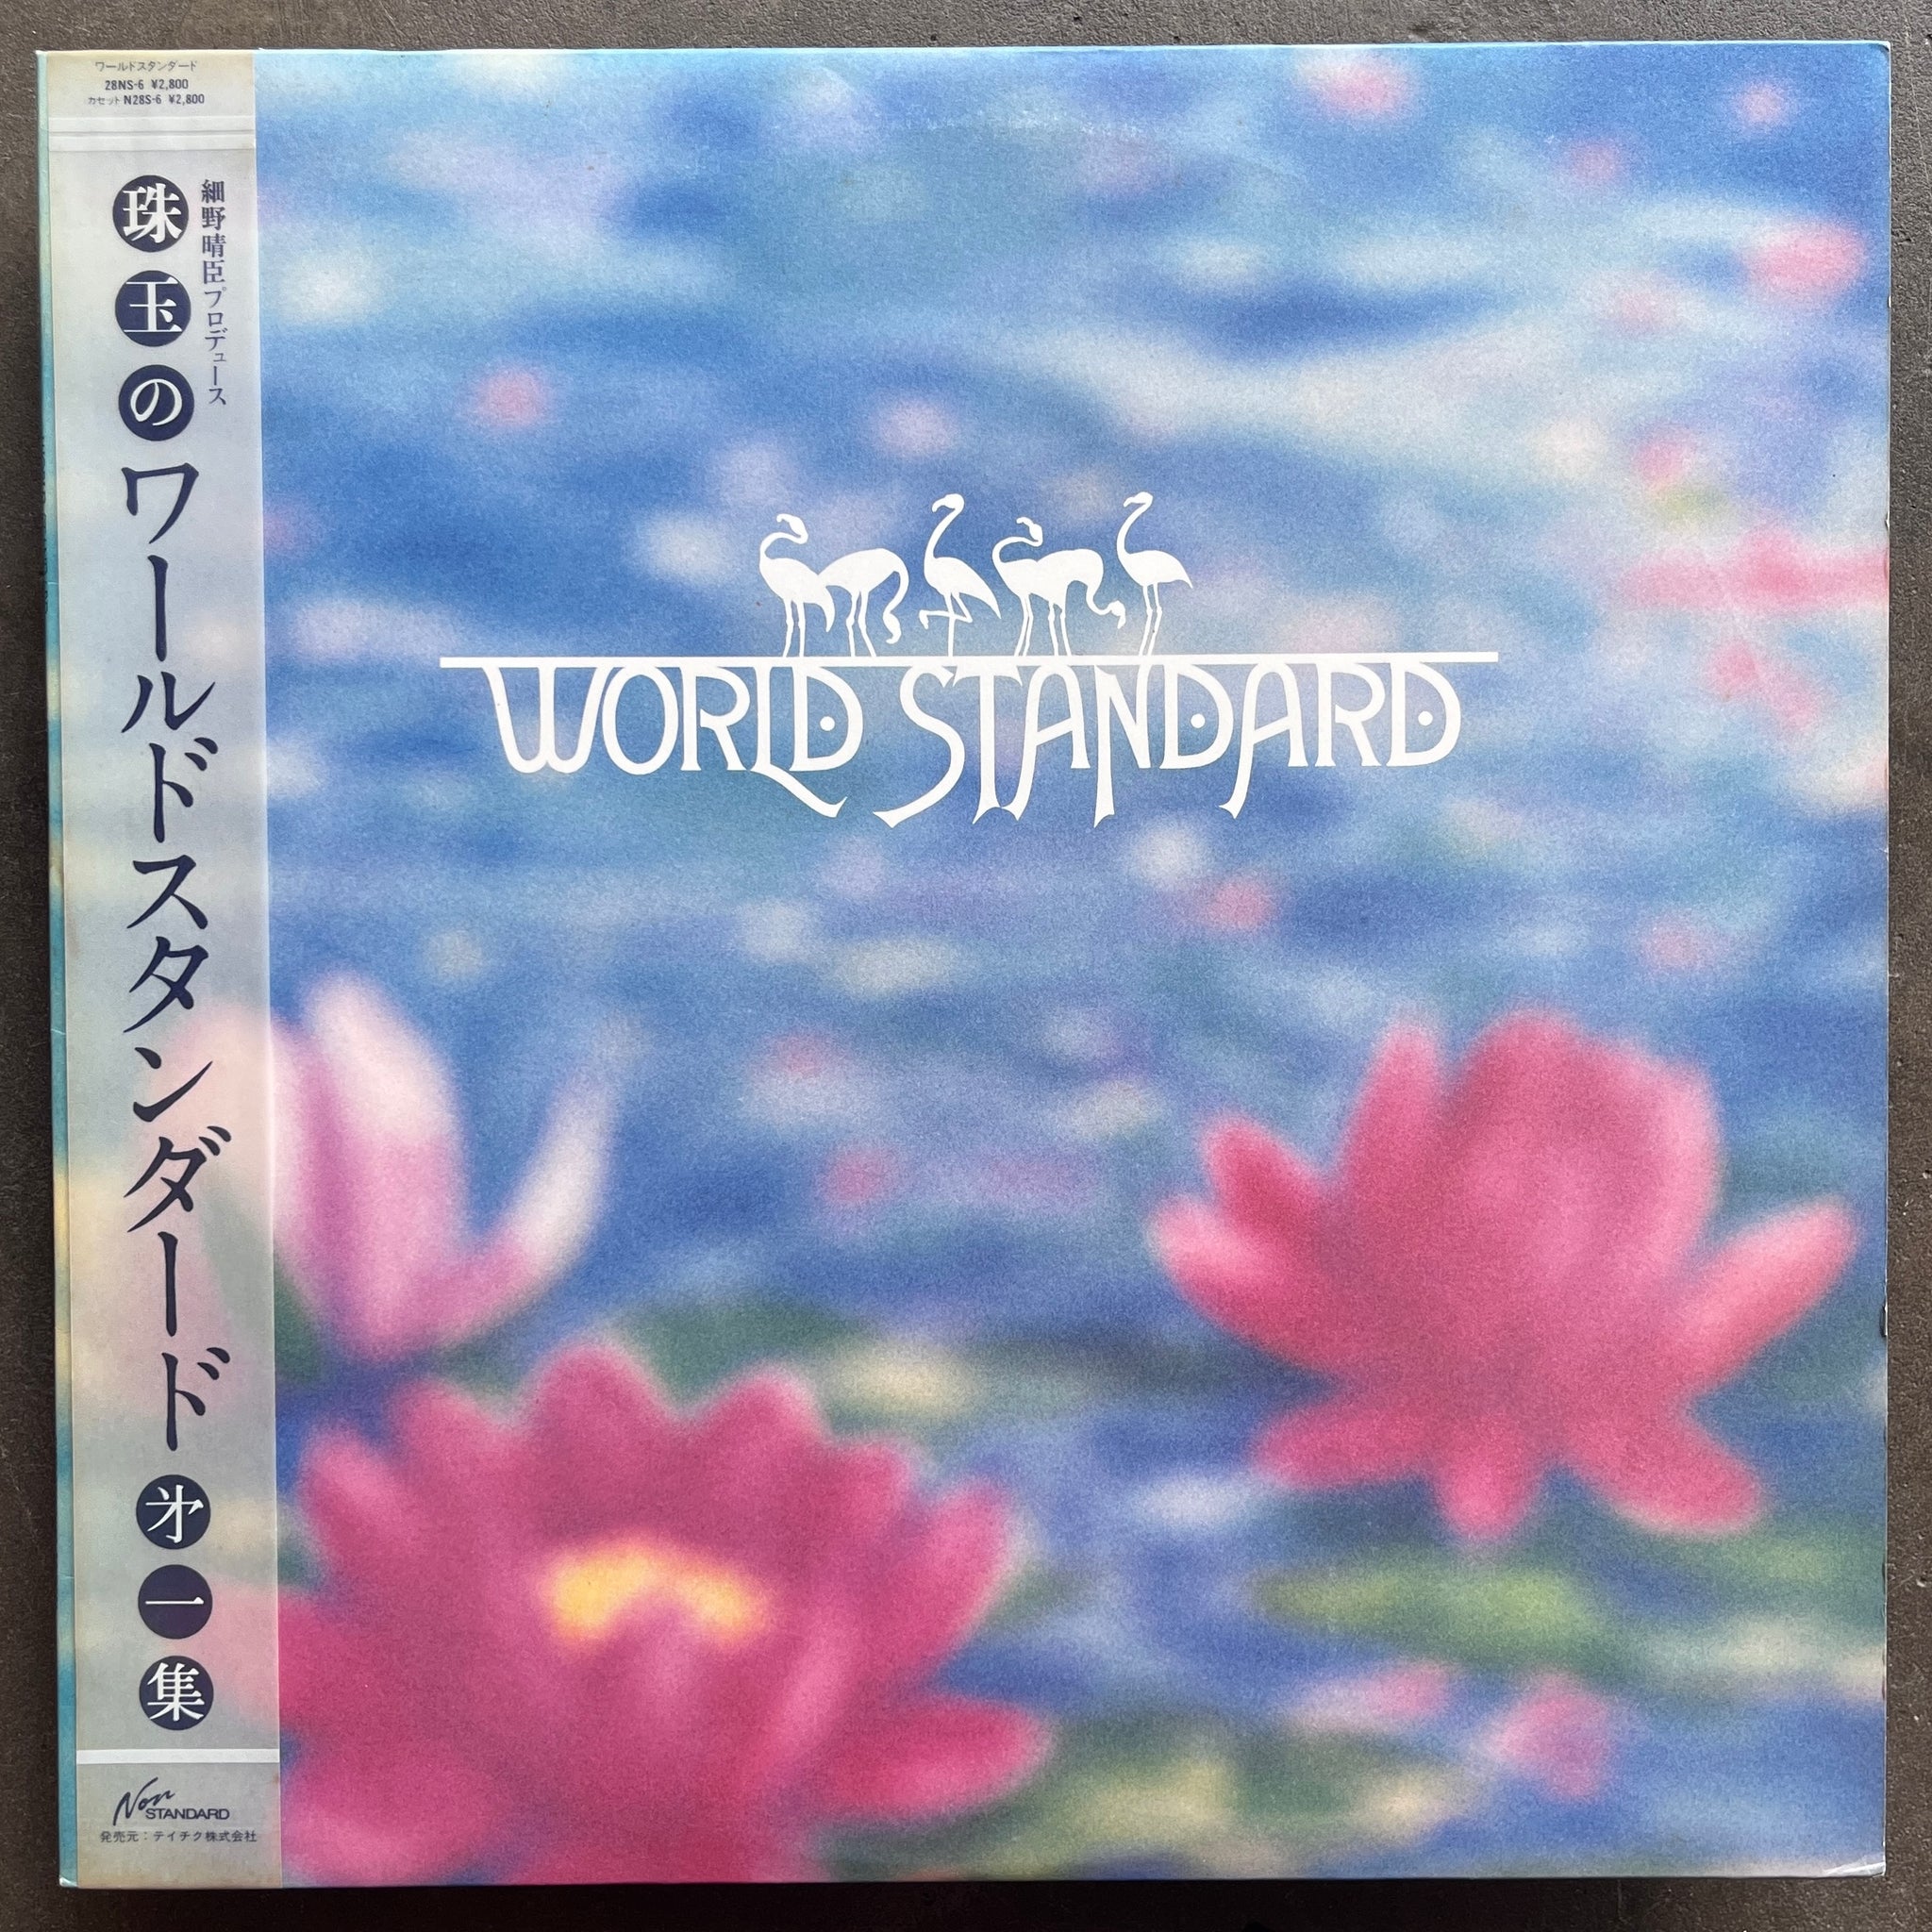 ワールドスタンダード
28NS-6 ¥2,800
カセット N28S-6 ¥2,800
細野晴臣プロデュース
珠玉のワールドスタンダード㐧一集
WORLD STANDARD
Non
STANDARD
発売元：テイチク株式会社